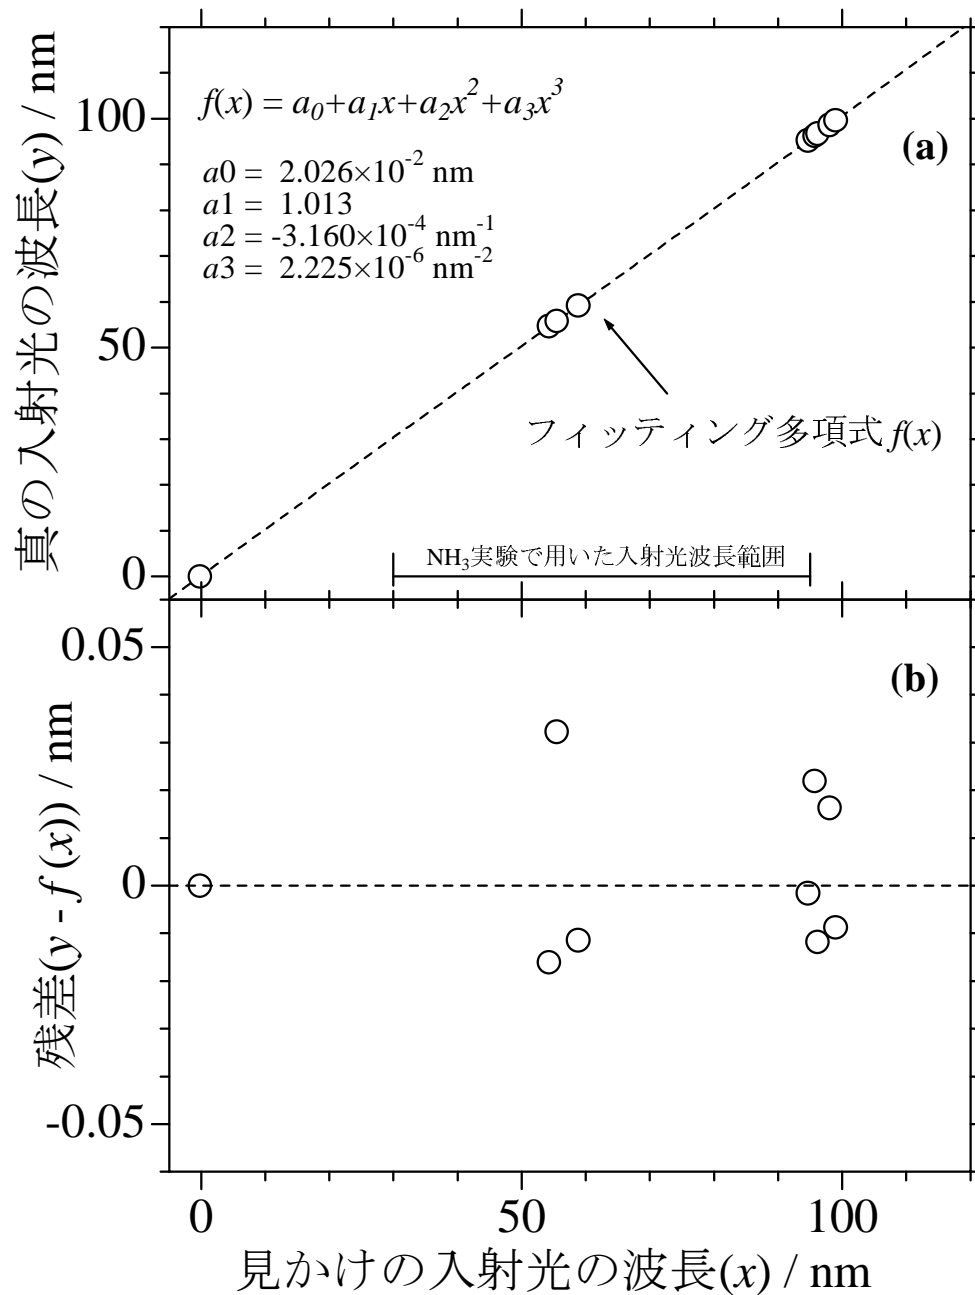 真の入射光の波長(y) / nm
100
50
0
f(x) = a₀+a₁x+a₂x²+a₃x³
a0 = 2.026×10⁻² nm
a1 = 1.013
a2 = -3.160×10⁻⁴ nm⁻¹
a3 = 2.225×10⁻⁶ nm⁻²
(a)
フィッティング多項式 f(x)
NH₃実験で用いた入射光波長範囲
残差(y - f (x)) / nm
0.05
0
-0.05
(b)
0 50 100
見かけの入射光の波長(x) / nm